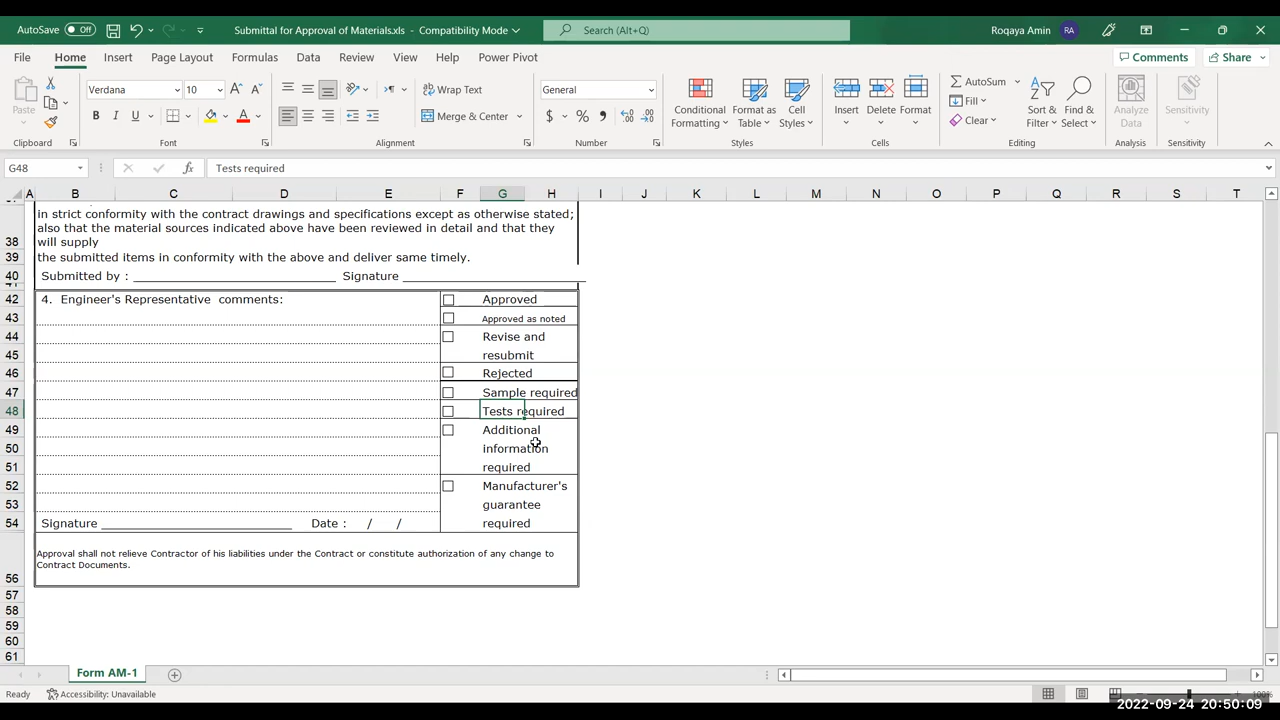 AutoSave Off Submittal for Approval of Materials.xls - Compatibility Mode Search (Alt+Q) Roqaya Amin RA
File Home Insert Page Layout Formulas Data Review View Help Power Pivot Comments Share
Paste
Verdana 10
B I U
Wrap Text
Merge & Center
General
$ % ,
Conditional Formatting
Format as Table
Cell Styles
Insert
Delete
Format
AutoSum
Fill
Clear
Sort & Filter
Find & Select
Analyze Data
Sensitivity
Clipboard Font Alignment Number Styles Cells Editing Analysis Sensitivity
G48 fx Tests required
A B C D E F G H I J K L M N O P Q R S T
in strict conformity with the contract drawings and specifications except as otherwise stated;
also that the material sources indicated above have been reviewed in detail and that they
38 will supply
39 the submitted items in conformity with the above and deliver same timely.
40 Submitted by : Signature
42 4. Engineer's Representative comments: Approved
43 Approved as noted
44 Revise and
45 resubmit
46 Rejected
47 Sample required
48 Tests required
49 Additional
50 information
51 required
52 Manufacturer's
53 guarantee
54 Signature Date : / / required
Approval shall not relieve Contractor of his liabilities under the Contract or constitute authorization of any change to
Contract Documents.
56
57
58
59
60
61
Form AM-1
Ready Accessibility: Unavailable 100%
2022-09-24 20:50:09